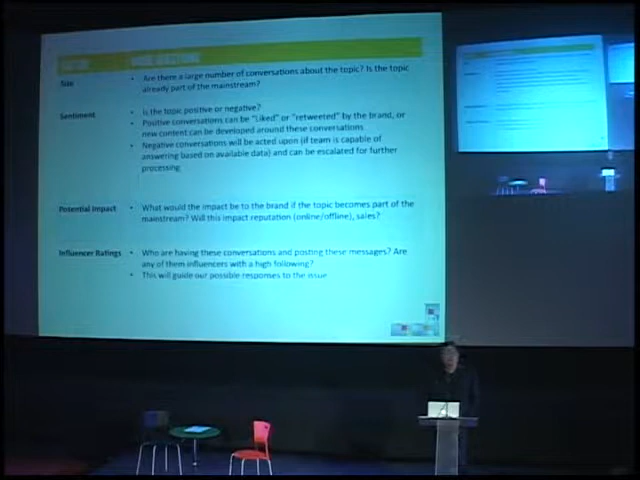 Size
• Are there a large number of conversations about the topic? Is the topic
already part of the mainstream?
Sentiment
• Is the topic positive or negative?
• Positive conversations can be "Liked" or "retweeted" by the brand, or
new content can be developed around these conversations
• Negative conversations will be acted upon (if team is capable of
answering based on available data) and can be escalated for further
processing
Potential Impact
• What would the impact be to the brand if the topic becomes part of the
mainstream? Will this impact reputation (online/offline), sales?
Influencer Ratings
• Who are having these conversations and posting these messages? Are
any of them influencers with a high following?
• This will guide our possible responses to the issue